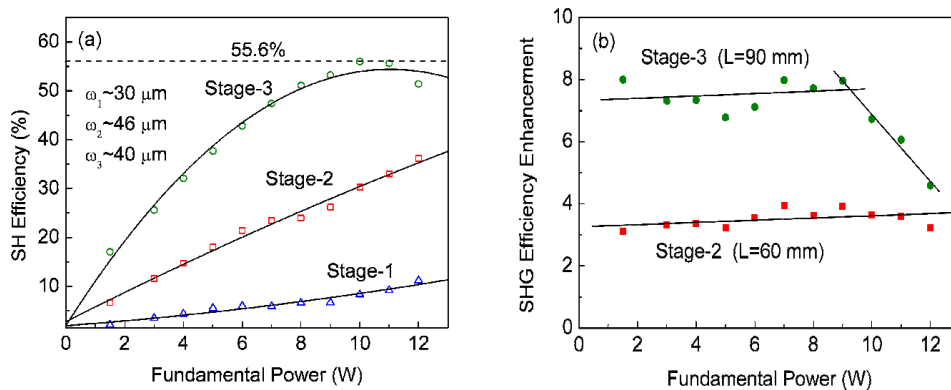 (a)
55.6%
Stage-3
ω1~30 μm
ω2~46 μm
ω3~40 μm
Stage-2
Stage-1
60
50
40
30
20
10
0 2 4 6 8 10 12
SH Efficiency (%)
Fundamental Power (W)
(b)
Stage-3 (L=90 mm)
Stage-2 (L=60 mm)
10
8
6
4
2
0
0 2 4 6 8 10 12
SHG Efficiency Enhancement
Fundamental Power (W)